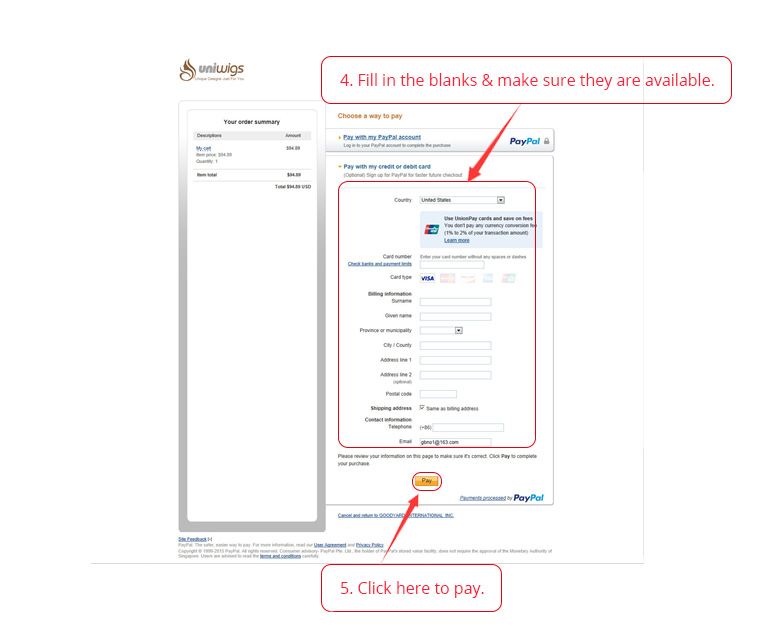 uniwigs
Unique Designs Just For You
4. Fill in the blanks & make sure they are available.
Your order summary
Descriptions Amount
My cart $94.89
Item price: $94.89
Quantity: 1
Item total $94.89
Total $94.89 USD
Choose a way to pay
Pay with my PayPal account
Log in to your PayPal account to complete the purchase
PayPal
Pay with my credit or debit card
(Optional) Sign up for PayPal for faster future checkout
Country United States
Use UnionPay cards and save on fees
You don't pay any currency conversion fee
(1% to 2% of your transaction amount)
Learn more
Card number Enter your card number without any spaces or dashes
Check banks and payment limits
Card type VISA
Billing information
Surname
Given name
Province or municipality
City / County
Address line 1
Address line 2
(optional)
Postal code
Shipping address Same as billing address
Contact information
Telephone (+86)
Email gbno1@163.com
Please review your information on this page to make sure it's correct. Click Pay to complete
your purchase.
Pay
Payments processed by PayPal
Cancel and return to GOODYARD INTERNATIONAL, INC.
Site Feedback [+]
PayPal. The safer, easier way to pay. For more information, read our User Agreement and Privacy Policy
Copyright © 1999-2015 PayPal. All rights reserved. Consumer advisory- PayPal Pte. Ltd., the holder of PayPal's stored value facility, does not require the approval of the Monetary Authority of
Singapore. Users are advised to read the terms and conditions carefully.
5. Click here to pay.